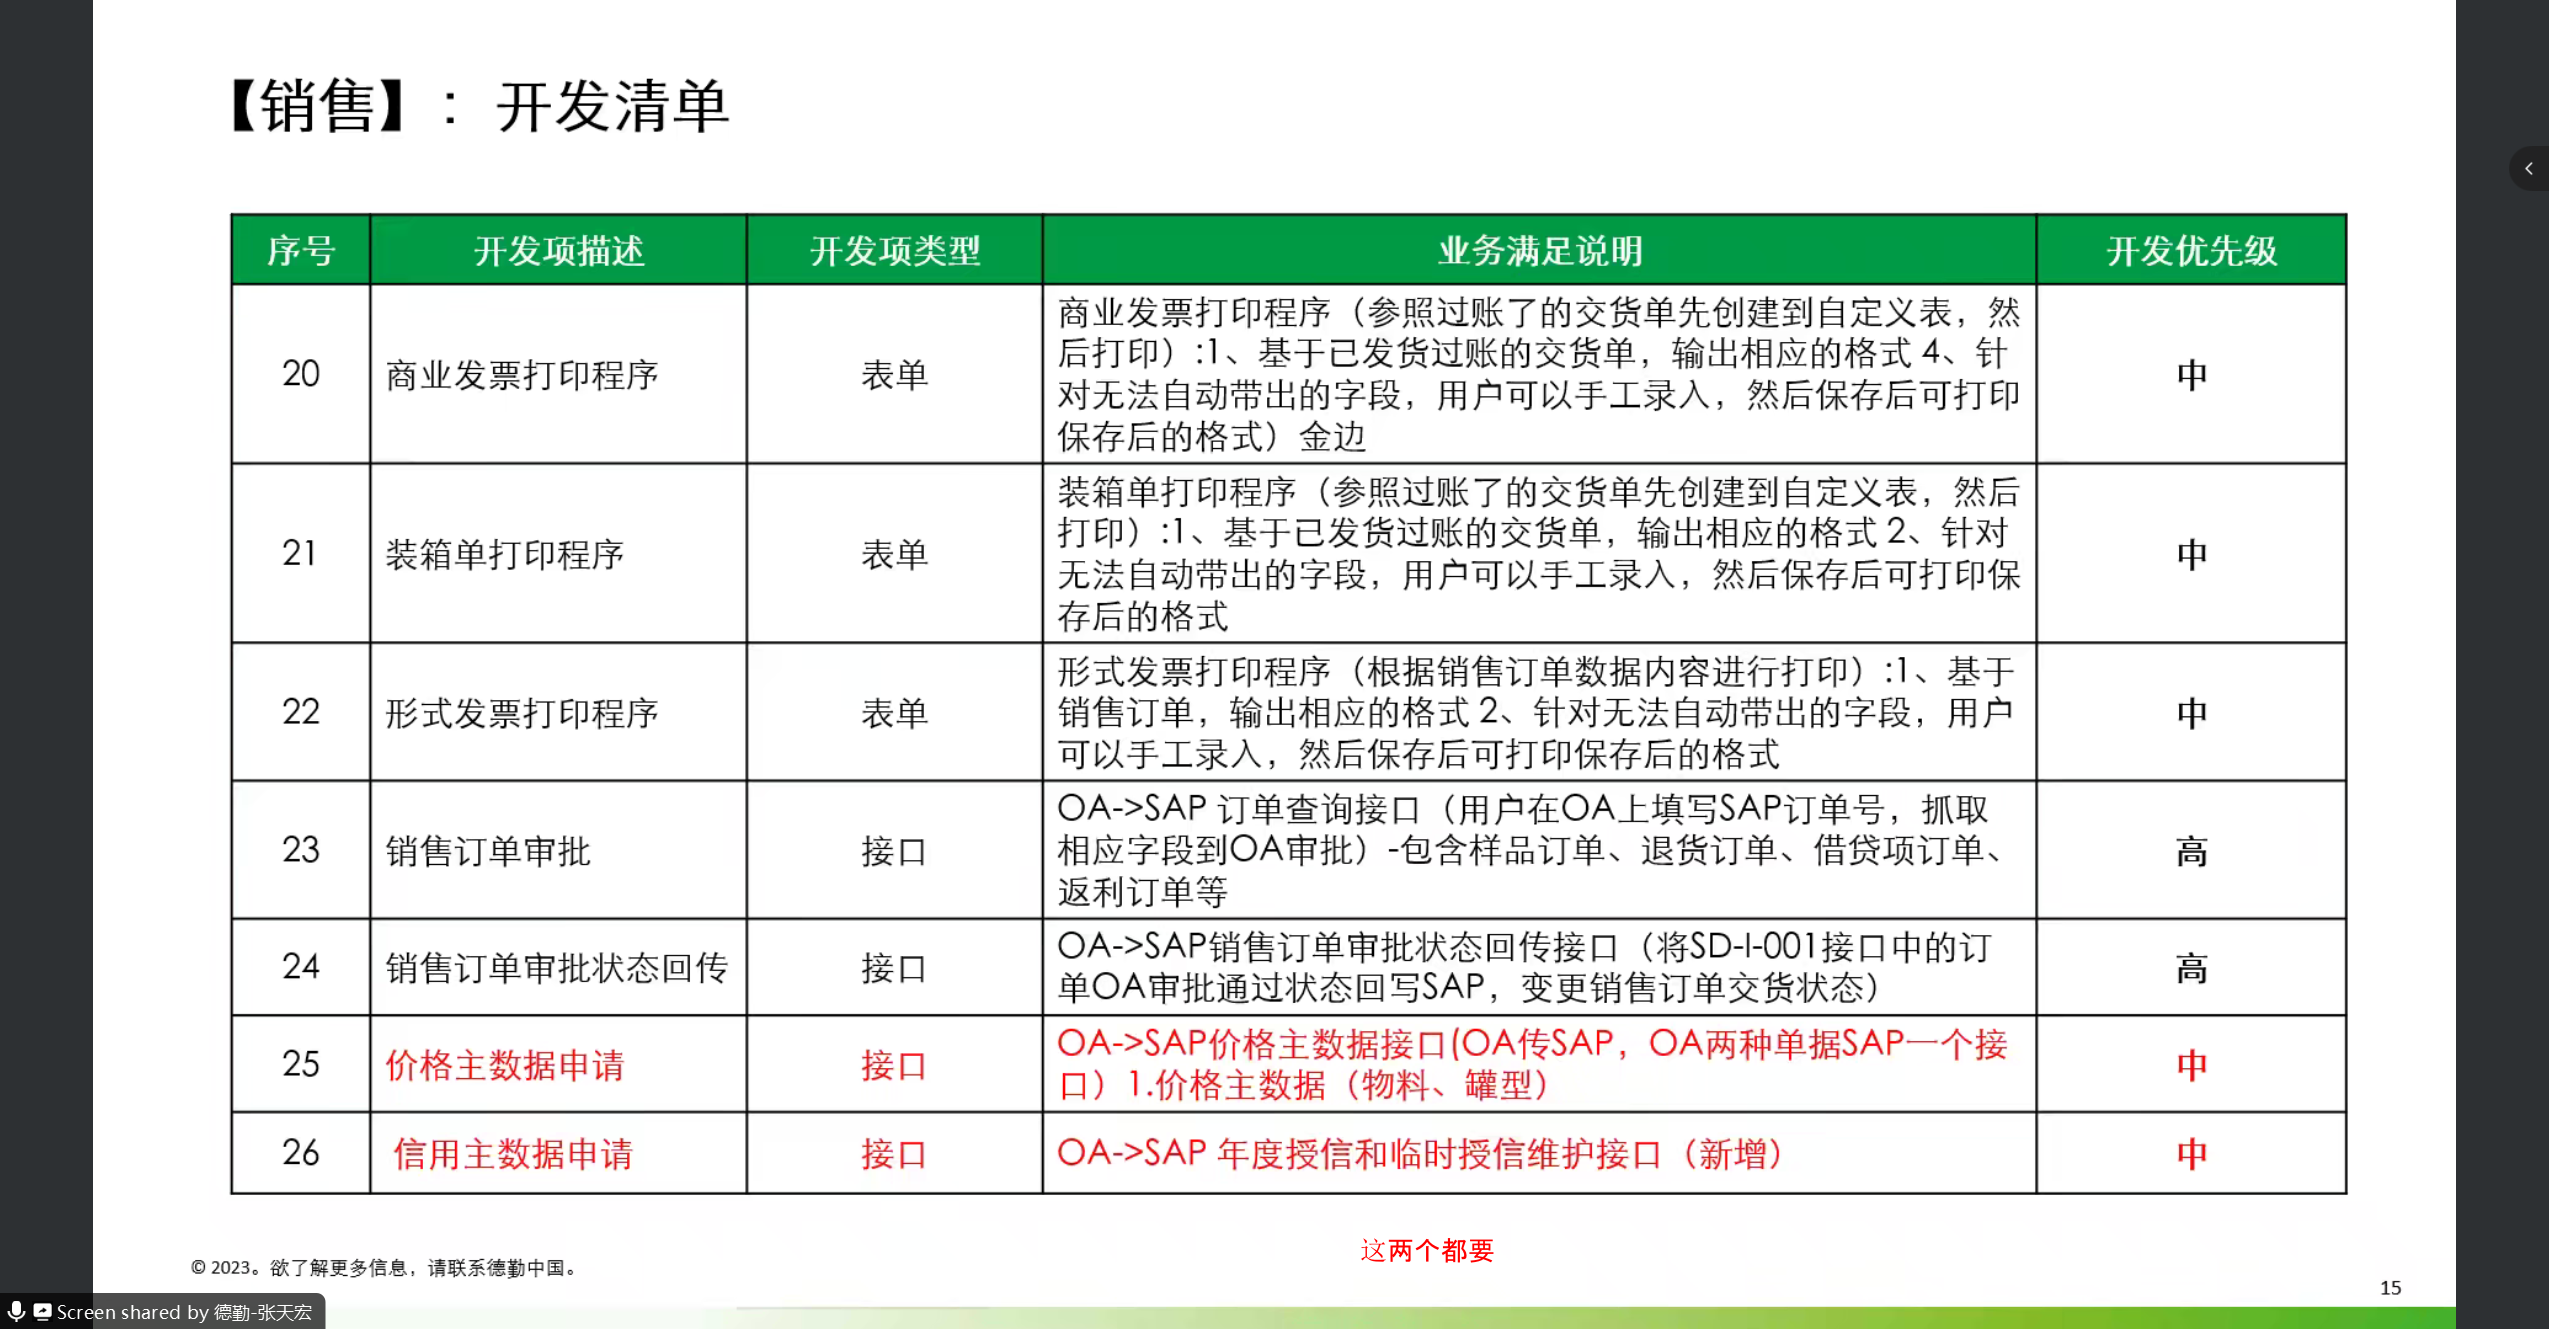 【销售】：开发清单
序号 开发项描述 开发项类型 业务满足说明 开发优先级
20 商业发票打印程序 表单 商业发票打印程序（参照过账了的交货单先创建到自定义表，然
后打印）:1、基于已发货过账的交货单，输出相应的格式 4、针
对无法自动带出的字段，用户可以手工录入，然后保存后可打印
保存后的格式）金边 中
21 装箱单打印程序 表单 装箱单打印程序（参照过账了的交货单先创建到自定义表，然后
打印）:1、基于已发货过账的交货单，输出相应的格式 2、针对
无法自动带出的字段，用户可以手工录入，然后保存后可打印保
存后的格式 中
22 形式发票打印程序 表单 形式发票打印程序（根据销售订单数据内容进行打印）:1、基于
销售订单，输出相应的格式 2、针对无法自动带出的字段，用户
可以手工录入，然后保存后可打印保存后的格式 中
23 销售订单审批 接口 OA->SAP 订单查询接口（用户在OA上填写SAP订单号，抓取
相应字段到OA审批）-包含样品订单、退货订单、借贷项订单、
返利订单等 高
24 销售订单审批状态回传 接口 OA->SAP销售订单审批状态回传接口（将SD-I-001接口中的订
单OA审批通过状态回写SAP，变更销售订单交货状态） 高
25 价格主数据申请 接口 OA->SAP价格主数据接口(OA传SAP，OA两种单据SAP一个接
口）1.价格主数据（物料、罐型） 中
26 信用主数据申请 接口 OA->SAP 年度授信和临时授信维护接口（新增） 中
这两个都要
© 2023。欲了解更多信息，请联系德勤中国。
15
Screen shared by 德勤-张天宏